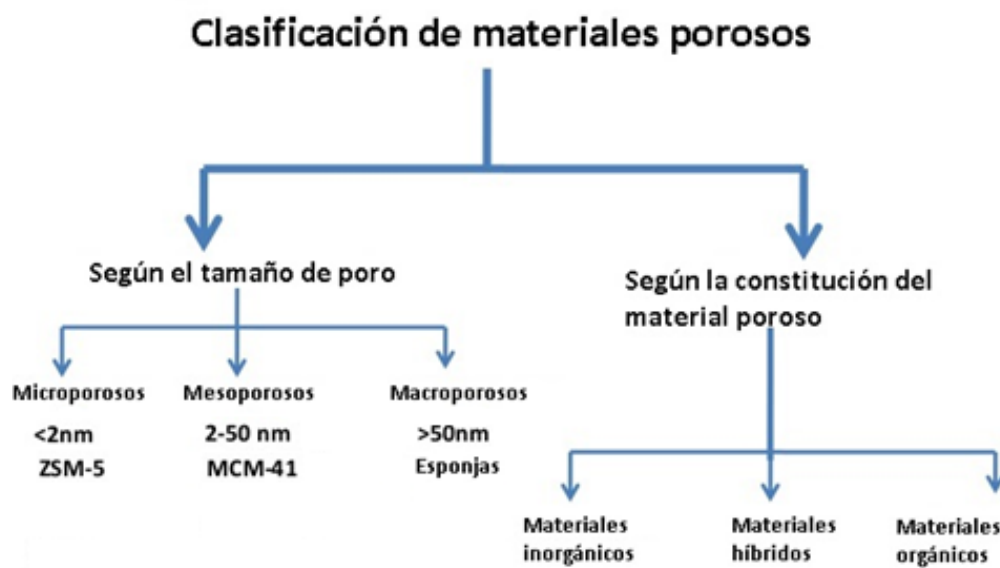 Clasificación de materiales porosos
Según el tamaño de poro
Según la constitución del
material poroso
Microporosos
<2nm
ZSM-5
Mesoporosos
2-50 nm
MCM-41
Macroporosos
>50nm
Esponjas
Materiales
inorgánicos
Materiales
híbridos
Materiales
orgánicos